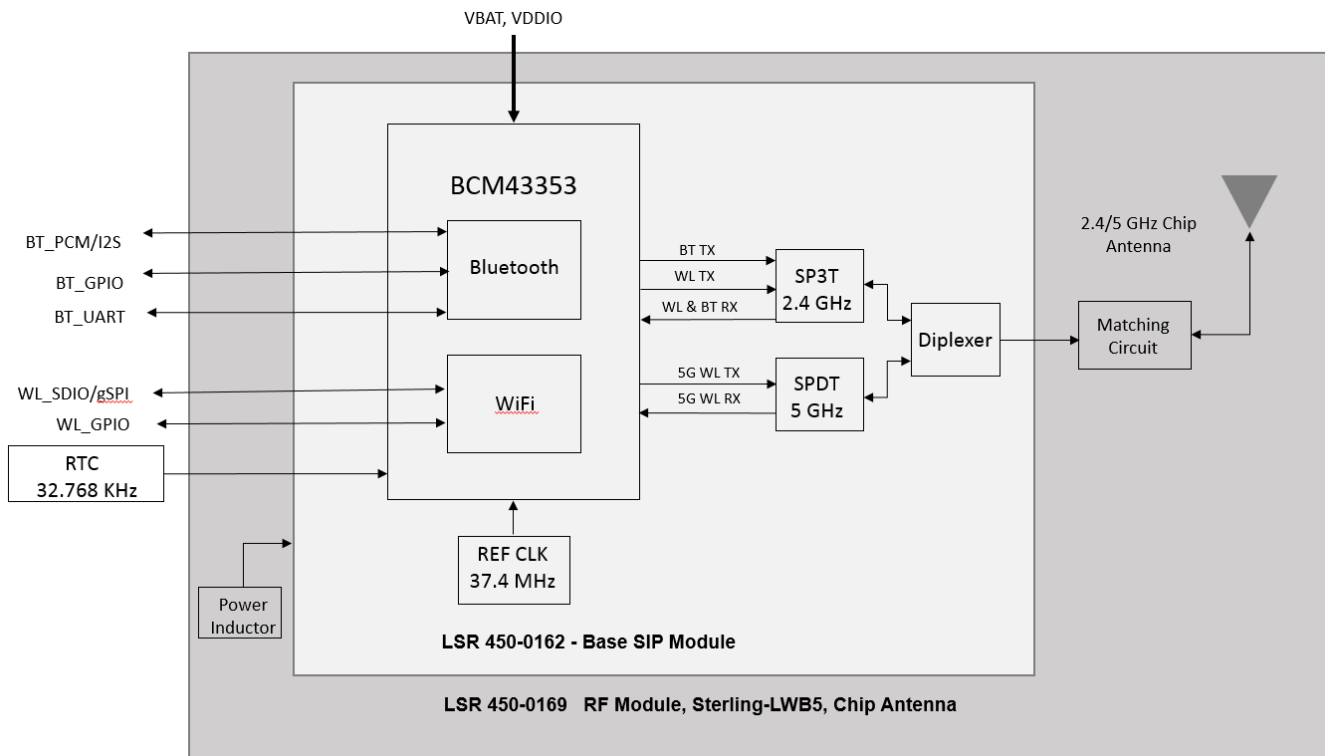 VBAT, VDDIO
BCM43353
Bluetooth
WiFi
BT_PCM/I2S
BT_GPIO
BT_UART
WL_SDIO/gSPI
WL_GPIO
RTC
32.768 KHz
Power
Inductor
REF CLK
37.4 MHz
BT TX
WL TX
WL & BT RX
5G WL TX
5G WL RX
SP3T
2.4 GHz
SPDT
5 GHz
Diplexer
Matching
Circuit
2.4/5 GHz Chip
Antenna
LSR 450-0162 - Base SIP Module
LSR 450-0169 RF Module, Sterling-LWB5, Chip Antenna